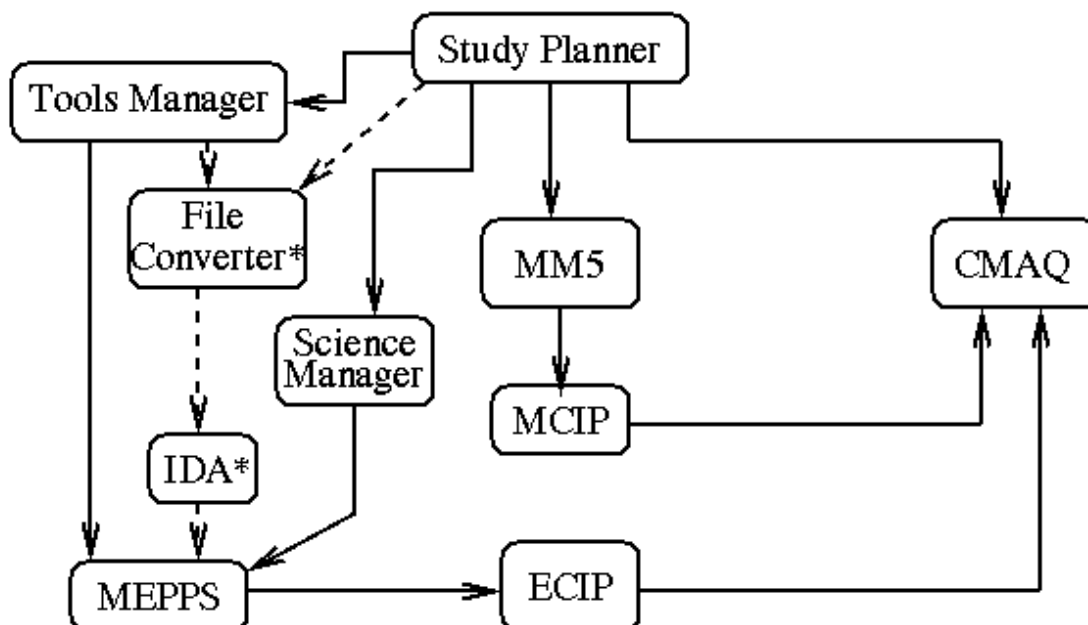 Study Planner
Tools Manager
File
Converter*
MM5
CMAQ
Science
Manager
MCIP
IDA*
MEPPS
ECIP